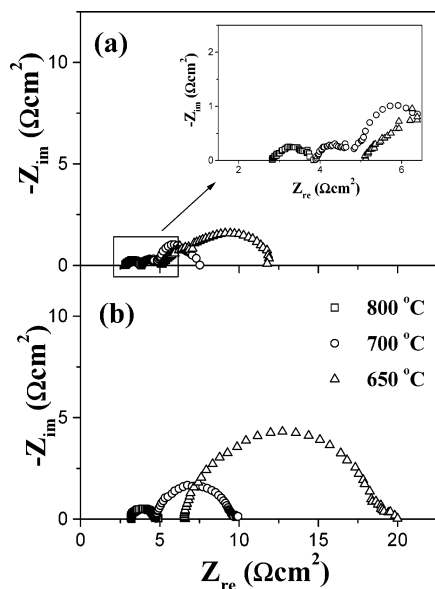 (a)
-Z_im (Ωcm²)
10
5
0
-Z_im (Ωcm²)
2
1
0
2
4
6
Z_re (Ωcm²)
(b)
-Z_im (Ωcm²)
10
5
0
800 °C
700 °C
650 °C
0
5
10
15
20
Z_re (Ωcm²)